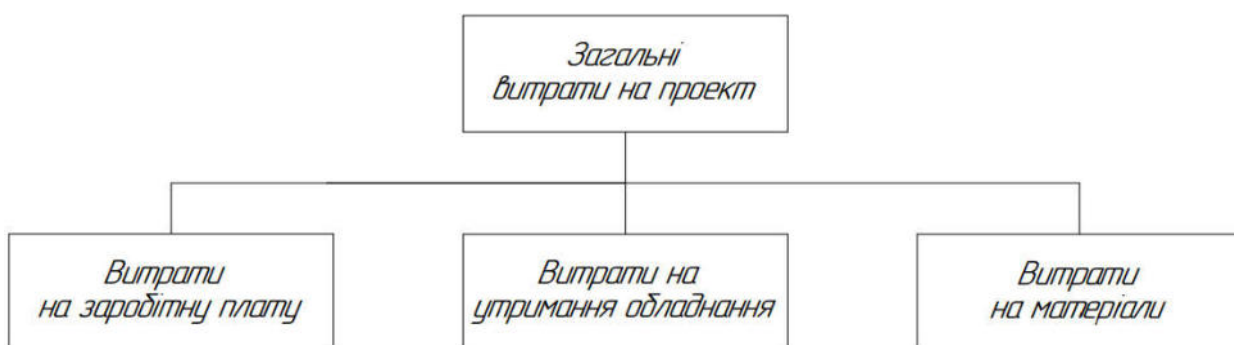 Загальні
витрати на проект
Витрати
на заробітну плату
Витрати на
утримання обладнання
Витрати
на матеріали